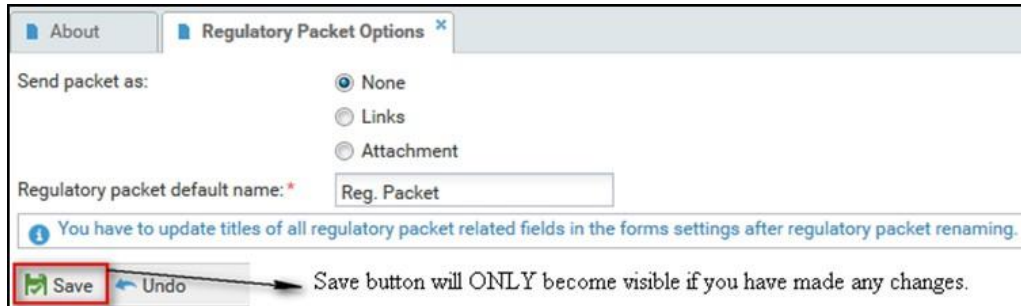 About
Regulatory Packet Options
Send packet as:
None
Links
Attachment
Regulatory packet default name:*
Reg. Packet
You have to update titles of all regulatory packet related fields in the forms settings after regulatory packet renaming.
Save
Undo
Save button will ONLY become visible if you have made any changes.